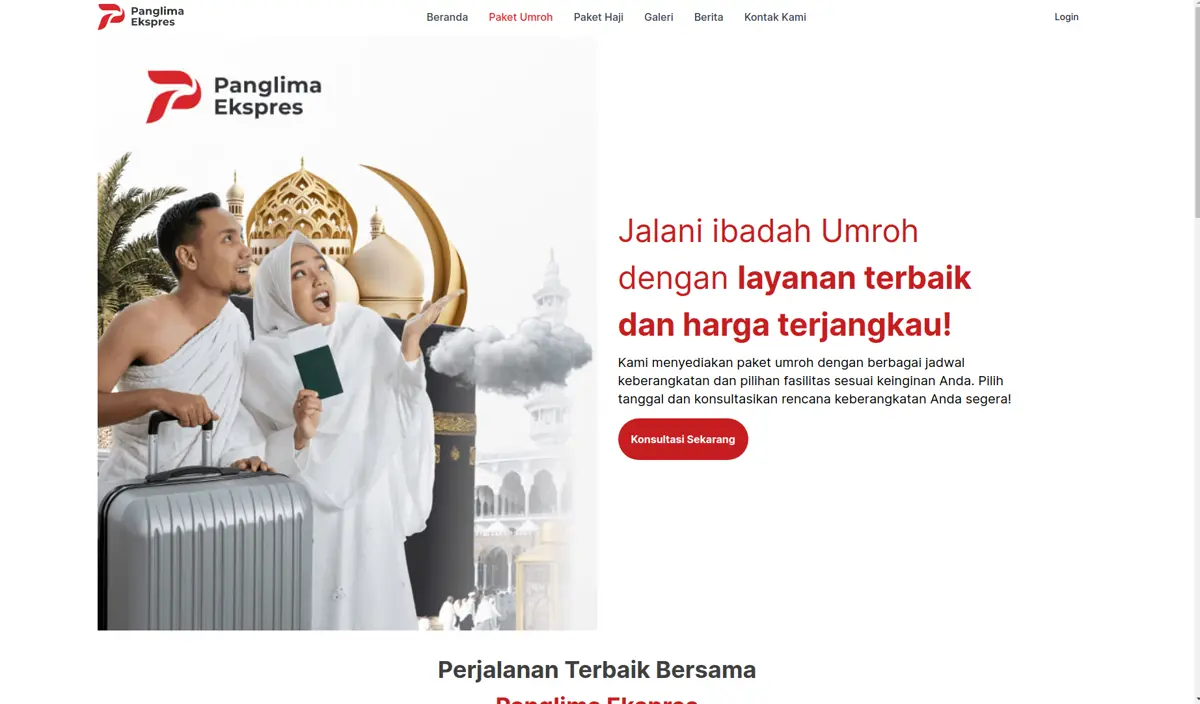 Panglima
Ekspres
Beranda
Paket Umroh
Paket Haji
Galeri
Berita
Kontak Kami
Login
Panglima
Ekspres
Jalani ibadah Umroh
dengan layanan terbaik
dan harga terjangkau!
Kami menyediakan paket umroh dengan berbagai jadwal
keberangkatan dan pilihan fasilitas sesuai keinginan Anda. Pilih
tanggal dan konsultasikan rencana keberangkatan Anda segera!
Konsultasi Sekarang
Perjalanan Terbaik Bersama
Panglima Ekspres